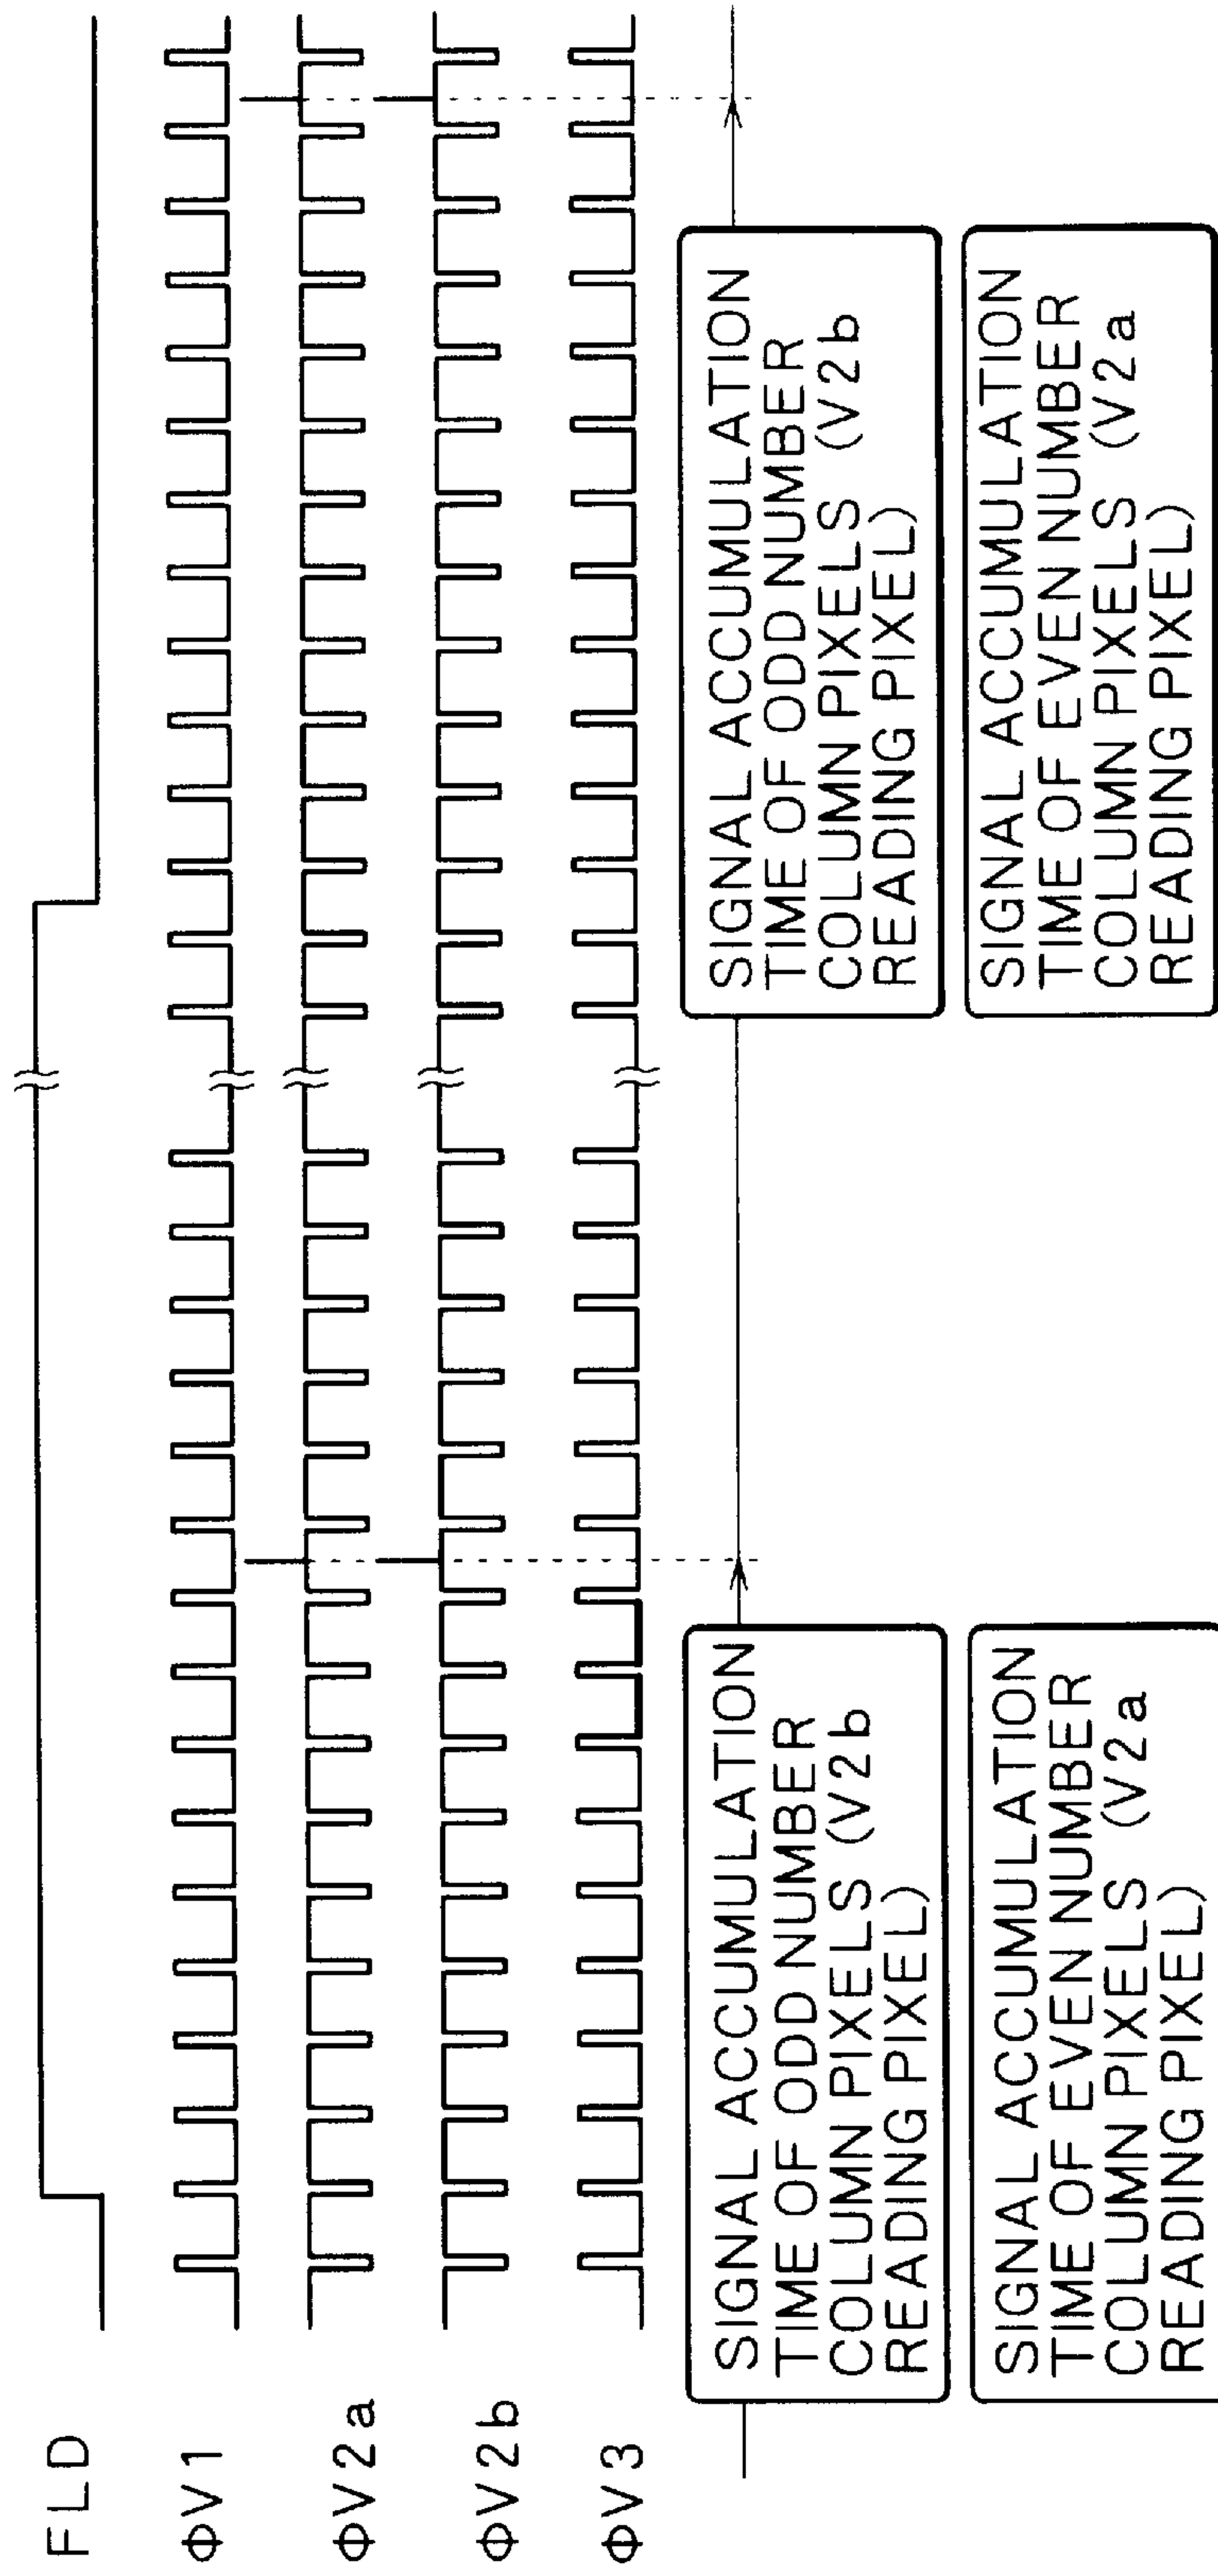 FLD
ΦV1
ΦV2a
ΦV2b
ΦV3
SIGNAL ACCUMULATION
TIME OF ODD NUMBER
COLUMN PIXELS (V2b
READING PIXEL)
SIGNAL ACCUMULATION
TIME OF EVEN NUMBER
COLUMN PIXELS (V2a
READING PIXEL)
SIGNAL ACCUMULATION
TIME OF ODD NUMBER
COLUMN PIXELS (V2b
READING PIXEL)
SIGNAL ACCUMULATION
TIME OF EVEN NUMBER
COLUMN PIXELS (V2a
READING PIXEL)